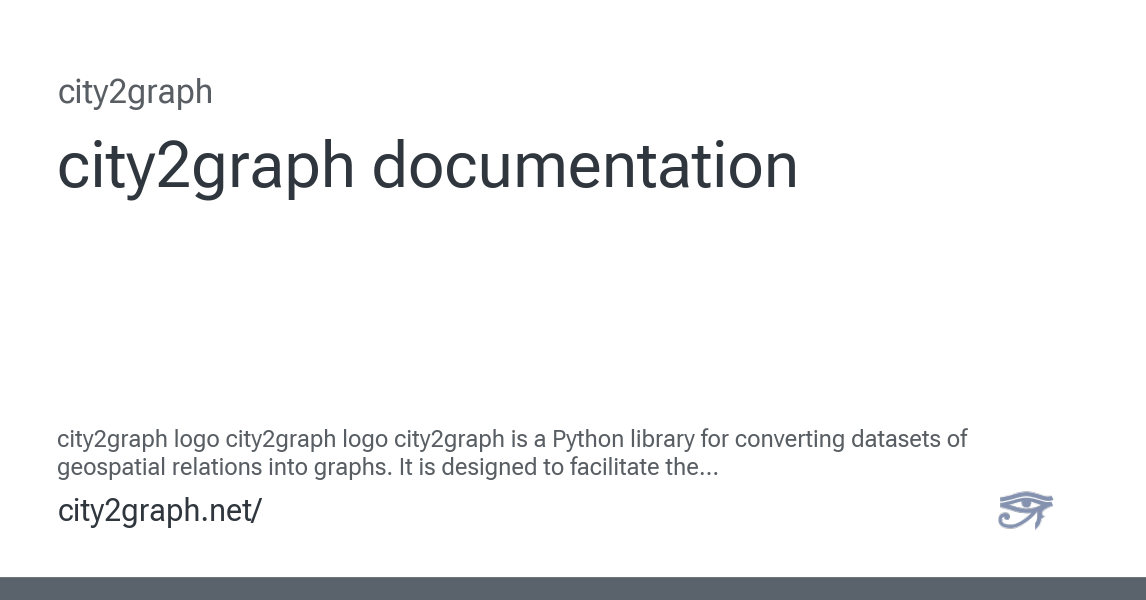 city2graph
city2graph documentation
city2graph logo city2graph logo city2graph is a Python library for converting datasets of
geospatial relations into graphs. It is designed to facilitate the...
city2graph.net/